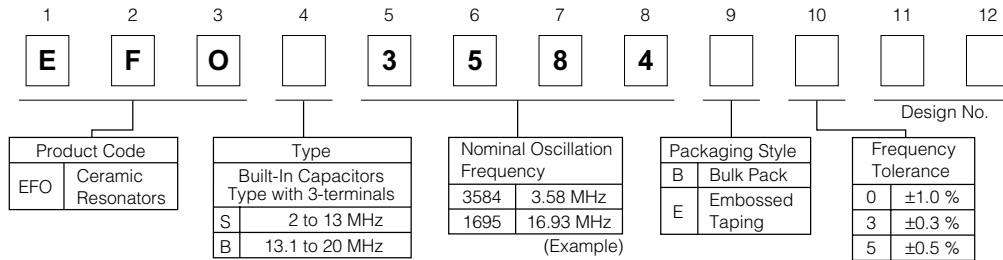 1 2 3 4 5 6 7 8 9 10 11 12
E F O 3 5 8 4
Design No.
Product Code
EFO Ceramic Resonators
Type
Built-In Capacitors
Type with 3-terminals
S 2 to 13 MHz
B 13.1 to 20 MHz
Nominal Oscillation
Frequency
3584 3.58 MHz
1695 16.93 MHz
(Example)
Packaging Style
B Bulk Pack
E Embossed Taping
Frequency
Tolerance
0 ±1.0 %
3 ±0.3 %
5 ±0.5 %